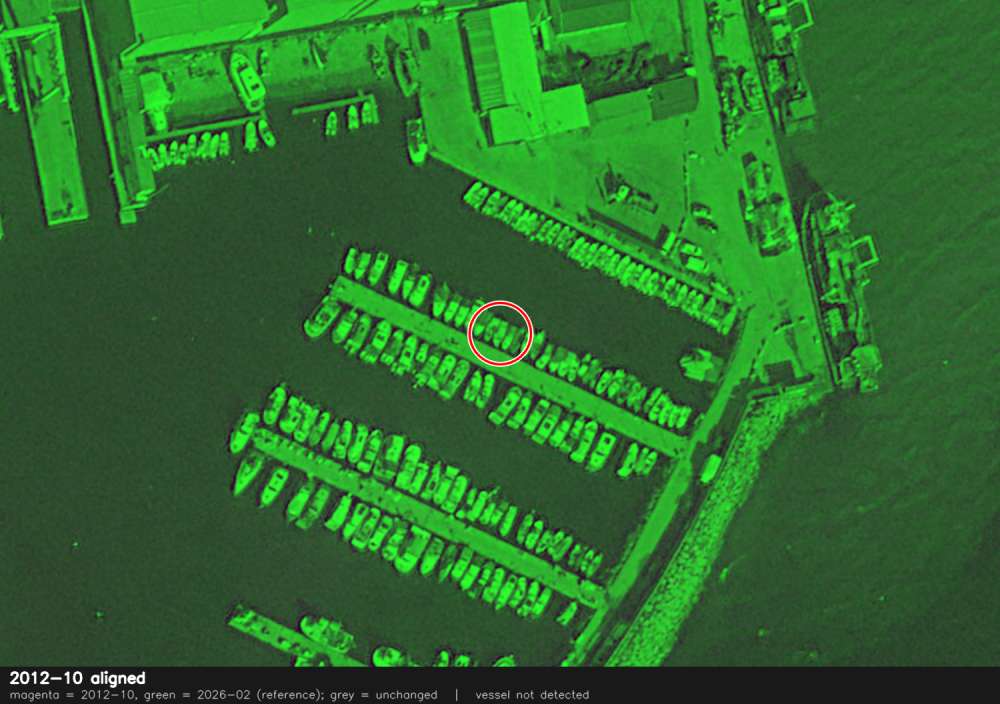 2012-10 aligned
magenta = 2012-10, green = 2026-02 (reference); grey = unchanged | vessel not detected